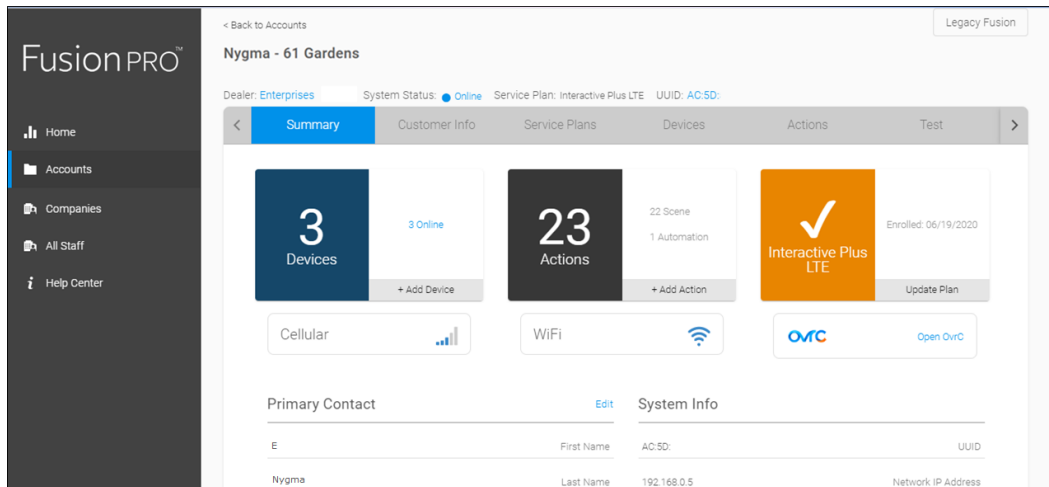 Fusion PRO™
Home
Accounts
Companies
All Staff
Help Center
< Back to Accounts
Legacy Fusion
Nygma - 61 Gardens
Dealer: Enterprises System Status: Online Service Plan: Interactive Plus LTE UUID: AC:5D:
Summary Customer Info Service Plans Devices Actions Test
3
Devices
3 Online
+ Add Device
23
Actions
22 Scene
1 Automation
+ Add Action
Interactive Plus
LTE
Enrolled: 06/19/2020
Update Plan
Cellular
WiFi
OvrC Open OvrC
Primary Contact Edit
E First Name
Nygma Last Name
System Info
AC:5D: UUID
192.168.0.5 Network IP Address